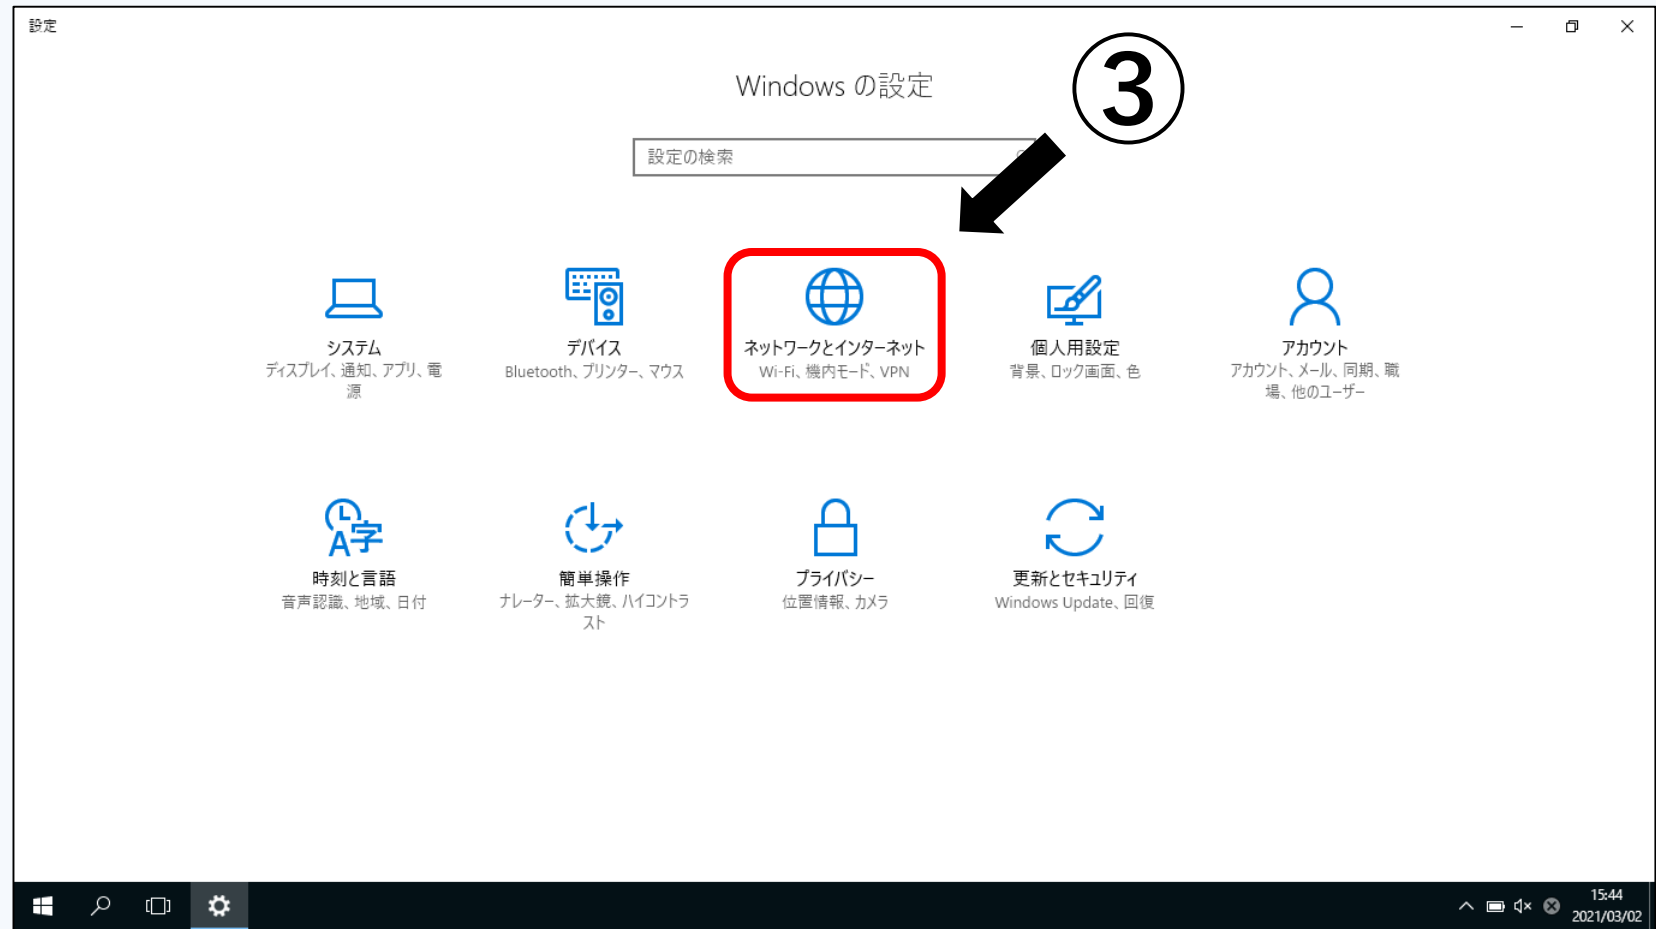 設定
Windows の設定
③
設定の検索
システム
ディスプレイ、通知、アプリ、電
源
デバイス
Bluetooth、プリンター、マウス
ネットワークとインターネット
Wi-Fi、機内モード、VPN
個人用設定
背景、ロック画面、色
アカウント
アカウント、メール、同期、職
場、他のユーザー
時刻と言語
音声認識、地域、日付
簡単操作
ナレーター、拡大鏡、ハイコントラ
スト
プライバシー
位置情報、カメラ
更新とセキュリティ
Windows Update、回復
15:44
2021/03/02